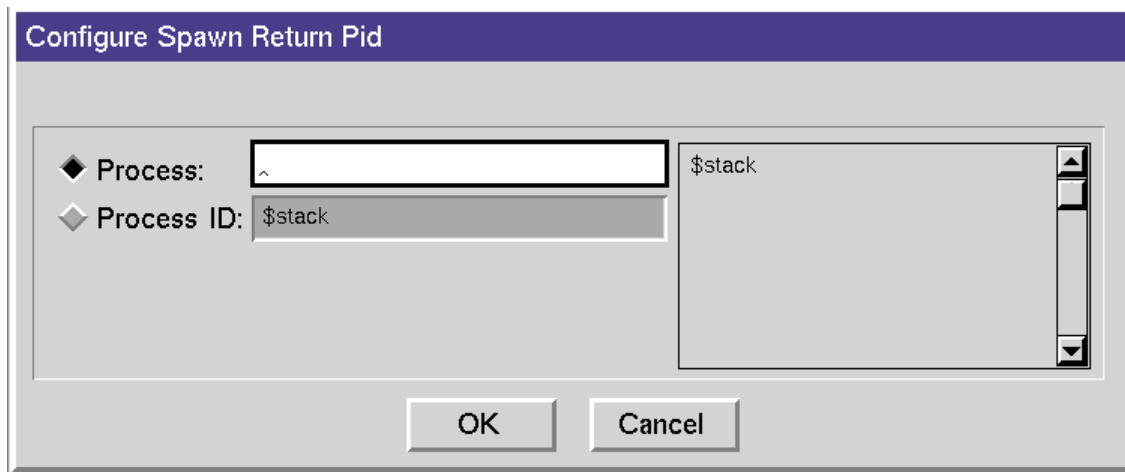 Configure Spawn Return Pid
Process:
$stack
Process ID: $stack
OK Cancel